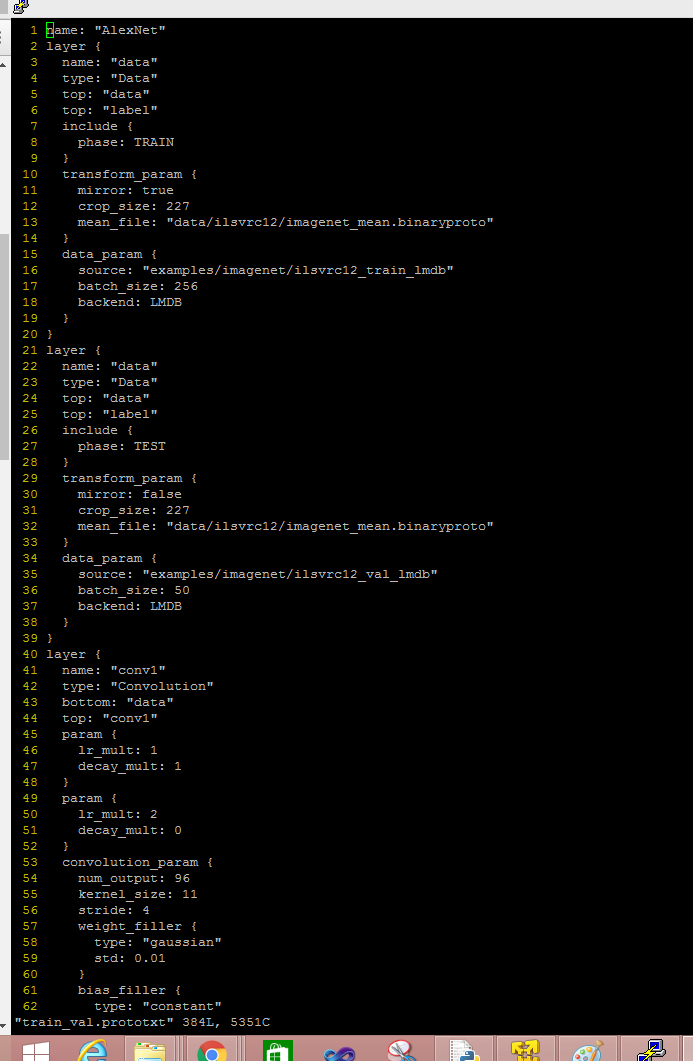 1 name: "AlexNet"
2 layer {
3   name: "data"
4   type: "Data"
5   top: "data"
6   top: "label"
7   include {
8     phase: TRAIN
9   }
10   transform_param {
11     mirror: true
12     crop_size: 227
13     mean_file: "data/ilsvrc12/imagenet_mean.binaryproto"
14   }
15   data_param {
16     source: "examples/imagenet/ilsvrc12_train_lmdb"
17     batch_size: 256
18     backend: LMDB
19   }
20 }
21 layer {
22   name: "data"
23   type: "Data"
24   top: "data"
25   top: "label"
26   include {
27     phase: TEST
28   }
29   transform_param {
30     mirror: false
31     crop_size: 227
32     mean_file: "data/ilsvrc12/imagenet_mean.binaryproto"
33   }
34   data_param {
35     source: "examples/imagenet/ilsvrc12_val_lmdb"
36     batch_size: 50
37     backend: LMDB
38   }
39 }
40 layer {
41   name: "conv1"
42   type: "Convolution"
43   bottom: "data"
44   top: "conv1"
45   param {
46     lr_mult: 1
47     decay_mult: 1
48   }
49   param {
50     lr_mult: 2
51     decay_mult: 0
52   }
53   convolution_param {
54     num_output: 96
55     kernel_size: 11
56     stride: 4
57     weight_filler {
58       type: "gaussian"
59       std: 0.01
60     }
61     bias_filler {
62       type: "constant"
"train_val.prototxt" 384L, 5351C